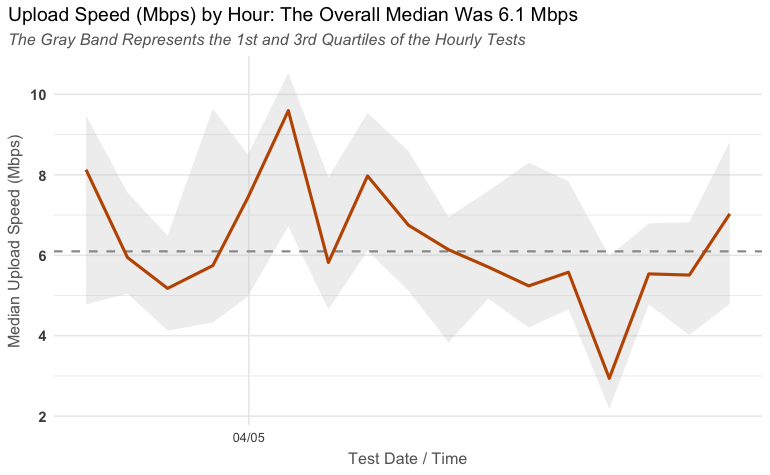 Upload Speed (Mbps) by Hour: The Overall Median Was 6.1 Mbps
The Gray Band Represents the 1st and 3rd Quartiles of the Hourly Tests
Median Upload Speed (Mbps)
10
8
6
4
2
04/05
Test Date / Time